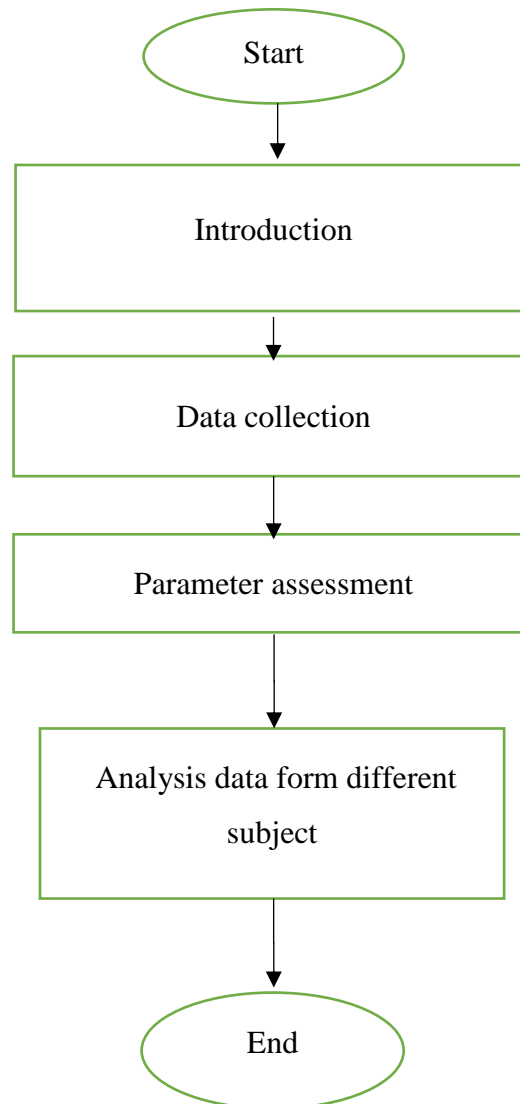 Start
Introduction
Data collection
Parameter assessment
Analysis data form different
subject
End